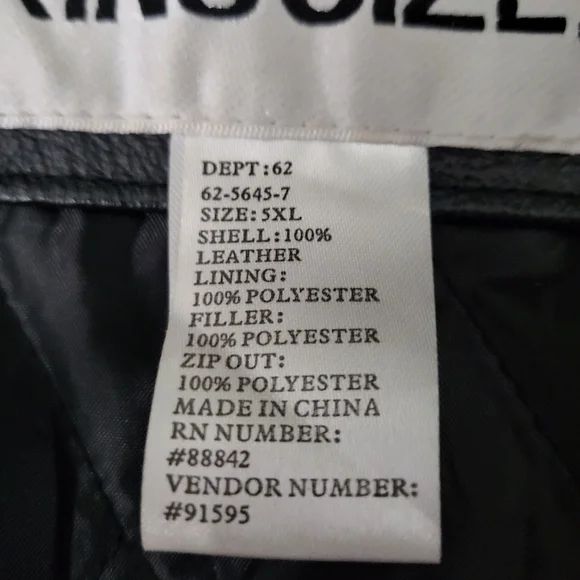 KINGSIZE
DEPT:62
62-5645-7
SIZE:5XL
SHELL:100%
LEATHER
LINING:
100% POLYESTER
FILLER:
100% POLYESTER
ZIP OUT:
100% POLYESTER
MADE IN CHINA
RN NUMBER:
#88842
VENDOR NUMBER:
#91595